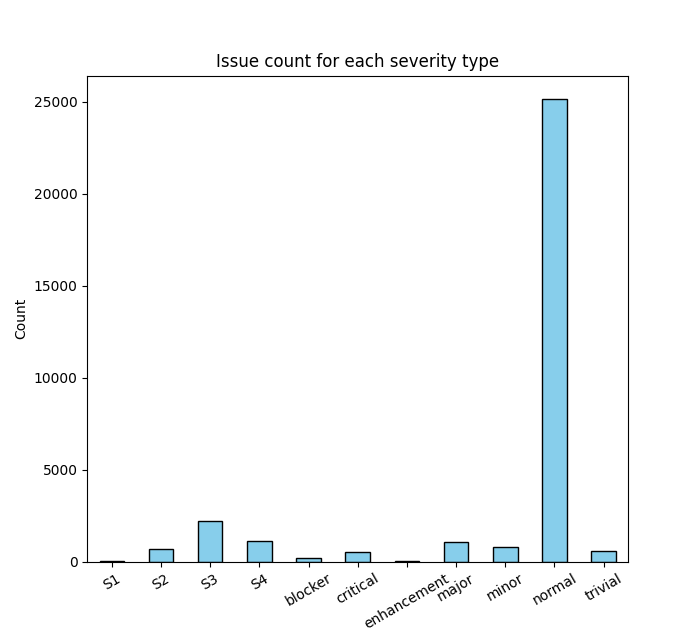 Issue count for each severity type
Count
25000
20000
15000
10000
5000
0
S1
S2
S3
S4
blocker
critical
enhancement
major
minor
normal
trivial